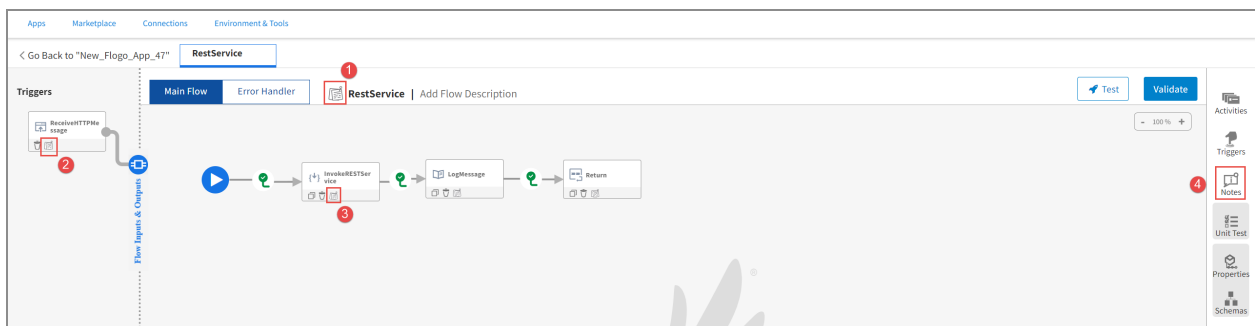 Apps Marketplace Connections Environment & Tools
< Go Back to "New_Flogo_App_47" RestService
1
Triggers
Main Flow Error Handler RestService | Add Flow Description Test Validate
Activities
- 100 % +
ReceiveHTTPMe
ssage
2
Triggers
Flow Inputs & Outputs
InvokeRESTSer
vice
LogMessage
Return
3
4
Notes
Unit Test
Properties
Schemas
®